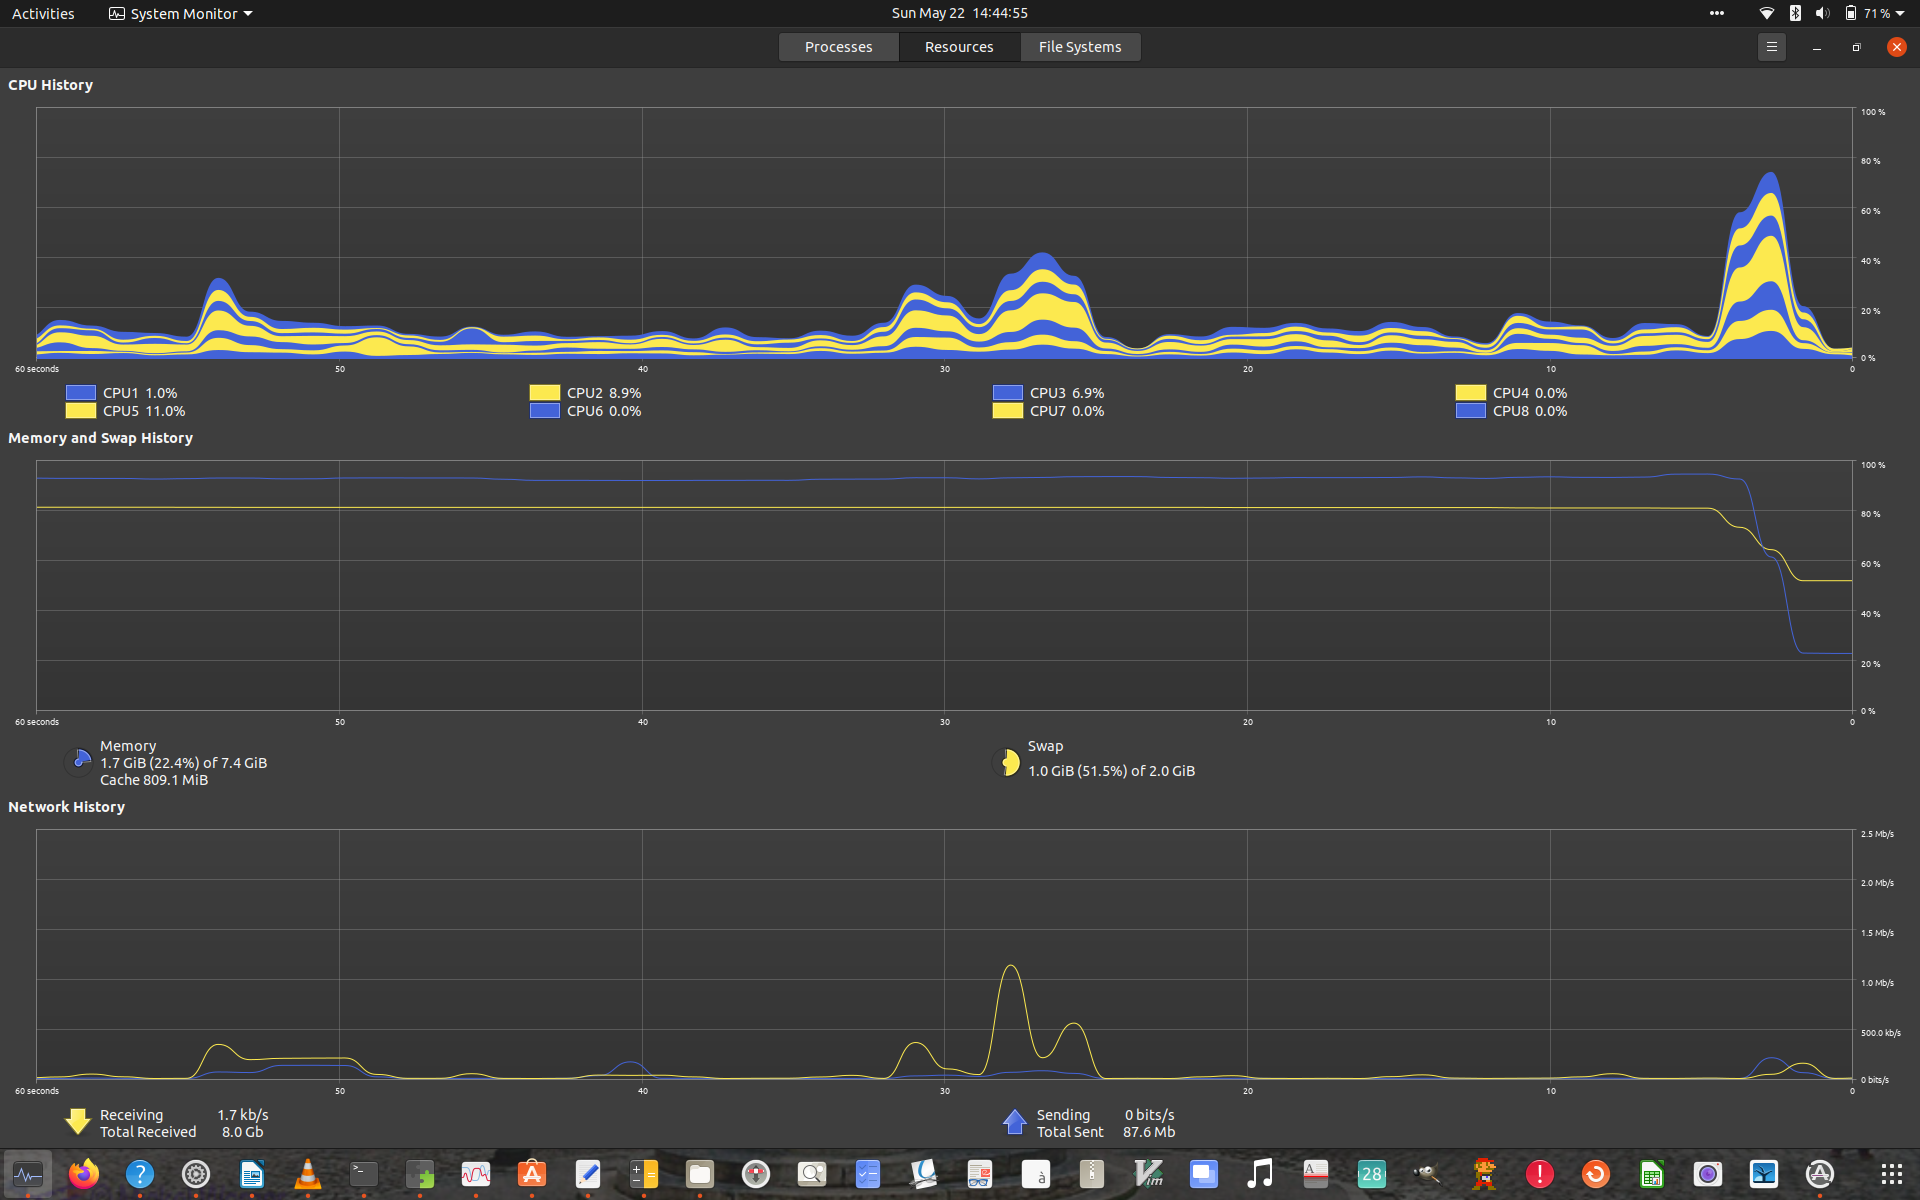 Activities System Monitor Sun May 22 14:44:55 71 %
Processes Resources File Systems
CPU History
100 %
80 %
60 %
40 %
20 %
0 %
60 seconds 50 40 30 20 10 0
CPU1 1.0% CPU2 8.9% CPU3 6.9% CPU4 0.0%
CPU5 11.0% CPU6 0.0% CPU7 0.0% CPU8 0.0%
Memory and Swap History
100 %
80 %
60 %
40 %
20 %
0 %
60 seconds 50 40 30 20 10 0
Memory
1.7 GiB (22.4%) of 7.4 GiB
Cache 809.1 MiB
Swap
1.0 GiB (51.5%) of 2.0 GiB
Network History
2.5 Mb/s
2.0 Mb/s
1.5 Mb/s
1.0 Mb/s
500.0 kb/s
0 bits/s
60 seconds 50 40 30 20 10 0
Receiving 1.7 kb/s
Total Received 8.0 Gb
Sending 0 bits/s
Total Sent 87.6 Mb
? >_ à Vim A 28 !